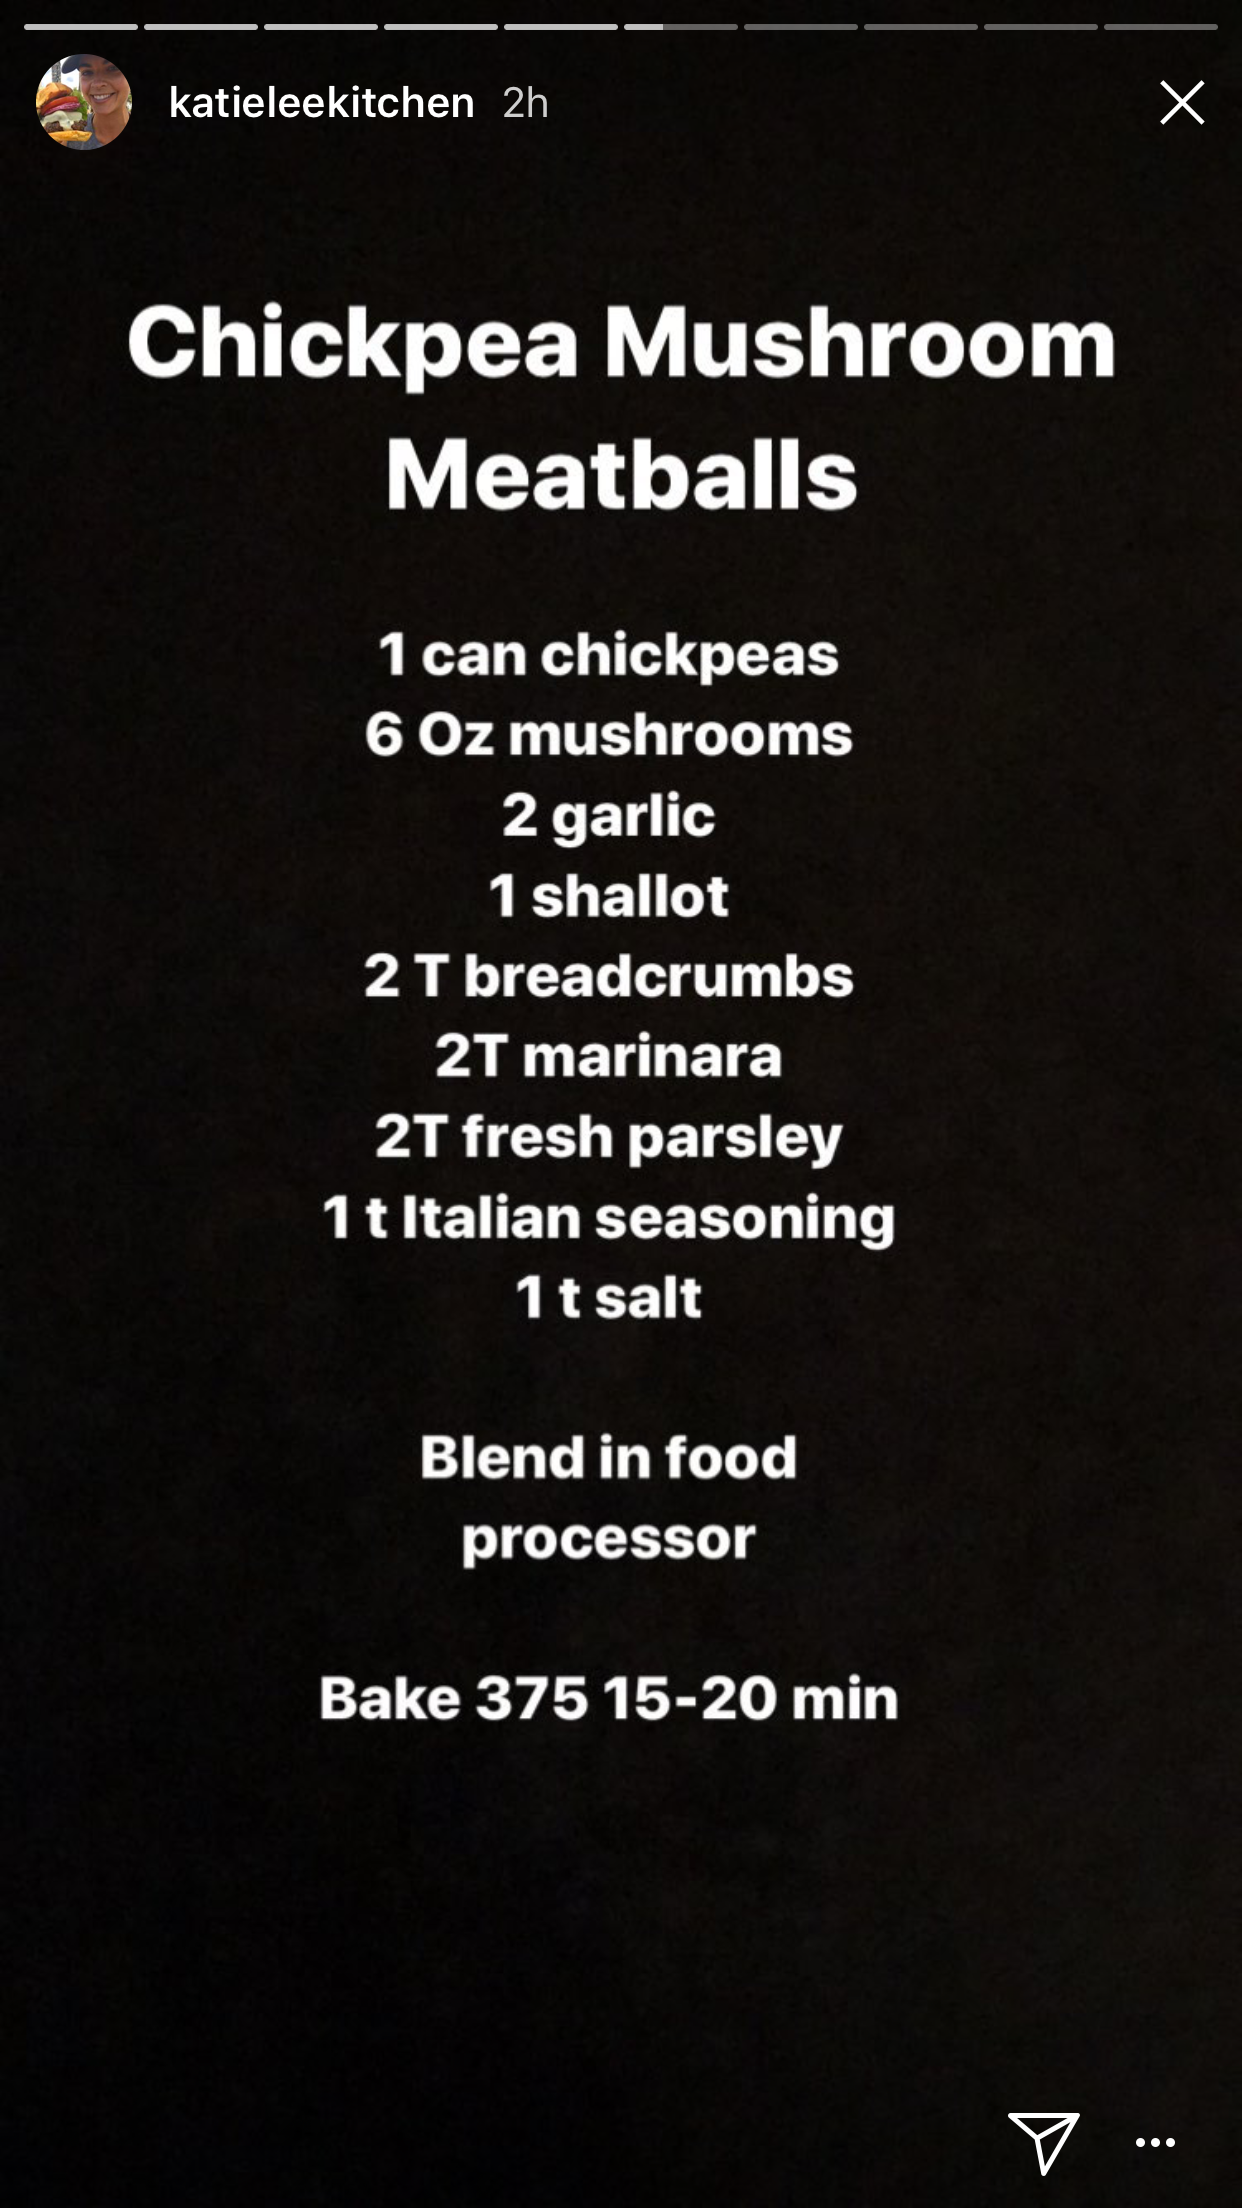 katieleekitchen 2h
Chickpea Mushroom
Meatballs
1 can chickpeas
6 Oz mushrooms
2 garlic
1 shallot
2 T breadcrumbs
2T marinara
2T fresh parsley
1 t Italian seasoning
1 t salt
Blend in food
processor
Bake 375 15-20 min